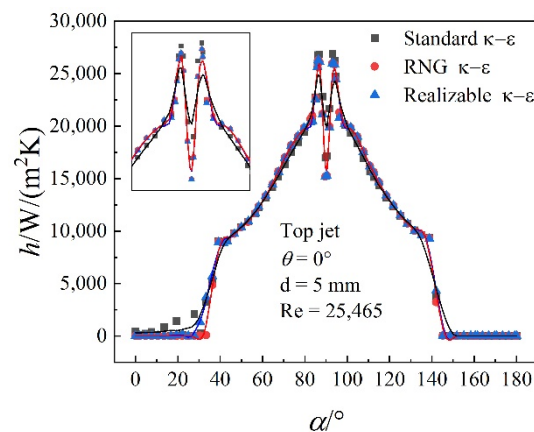 Standard κ−ε
RNG κ−ε
Realizable κ−ε
h/W/(m²K)
30,000
25,000
20,000
15,000
10,000
5,000
0
Top jet
θ = 0°
d = 5 mm
Re = 25,465
0 20 40 60 80 100 120 140 160 180
α/°